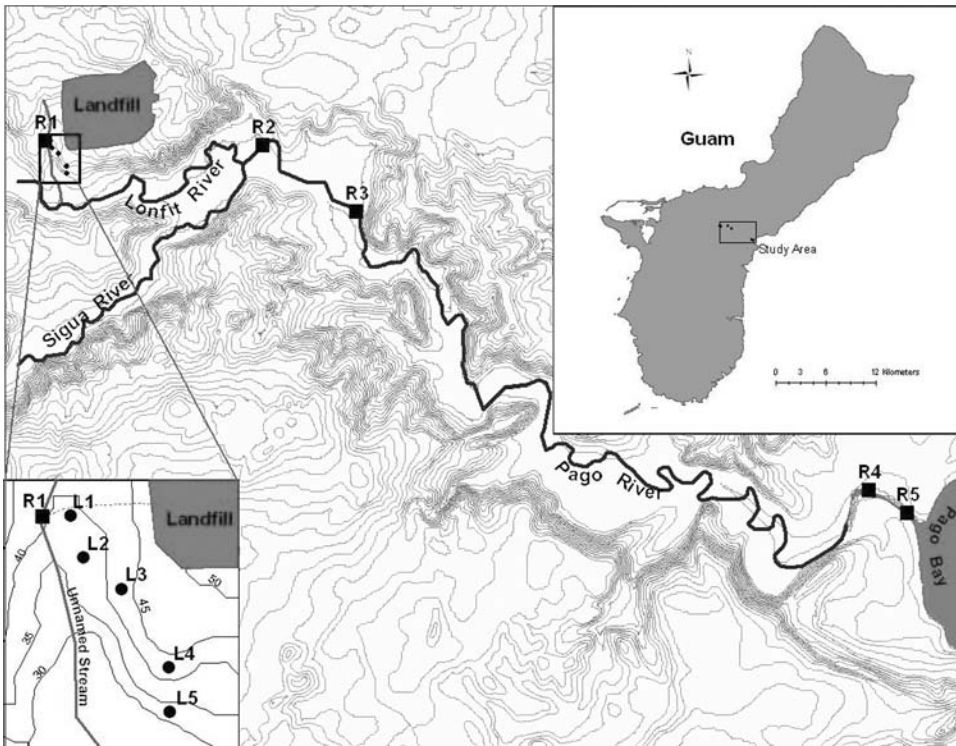 Landfill
R1
R2
R3
Lonfit River
Sigua River
Pago River
R4
R5
Pago Bay
N
Guam
Study Area
0 3 6 12 Kilometers
R1
L1
Landfill
L2
L3
L4
L5
Unnamed Stream
40
35
30
45
50